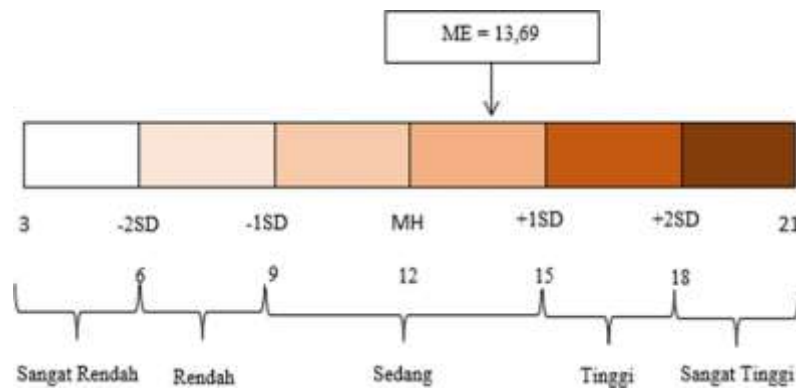 ME = 13,69
3 -2SD -1SD MH +1SD +2SD 21
6 9 12 15 18
Sangat Rendah Rendah Sedang Tinggi Sangat Tinggi